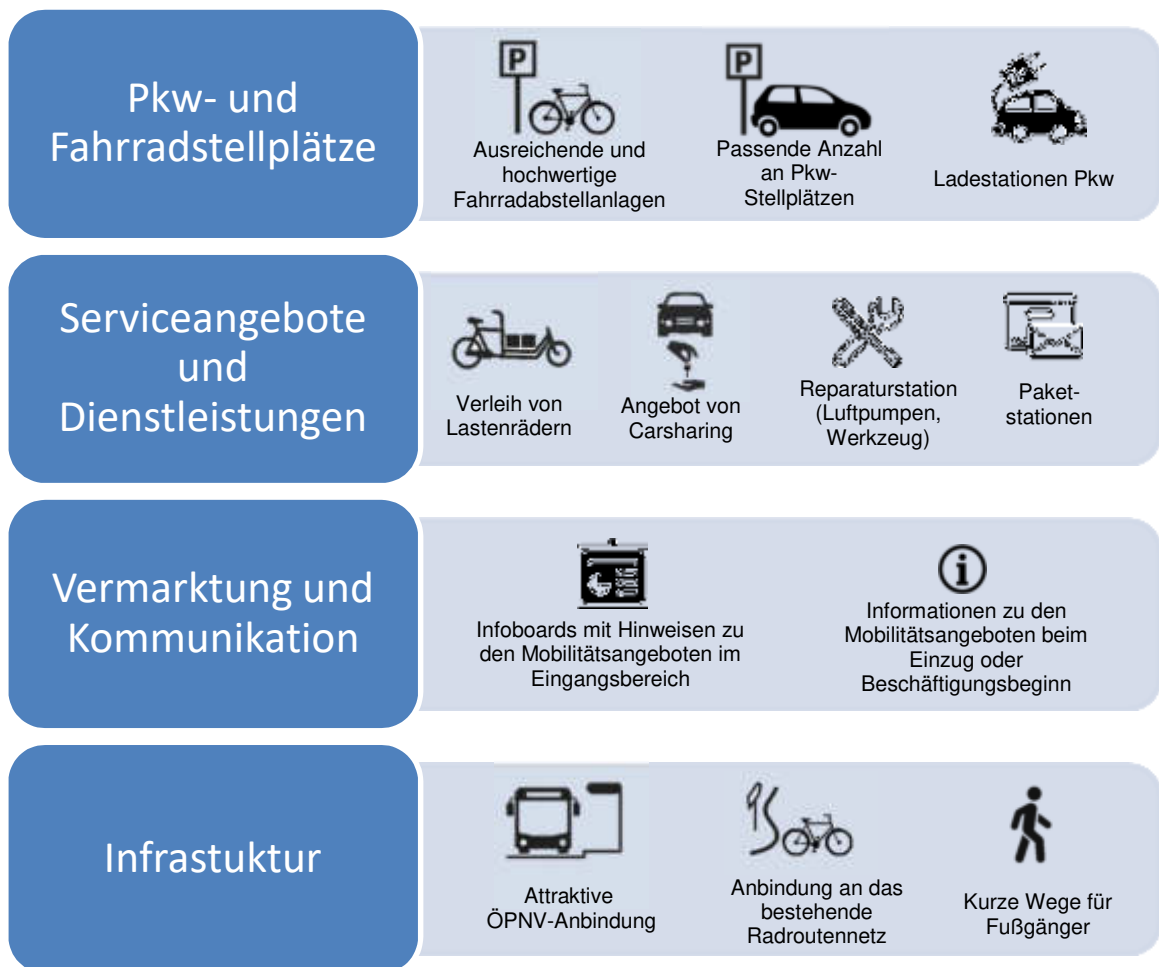 Pkw- und
Fahrradstellplätze
P
Ausreichende und
hochwertige
Fahrradabstellanlagen
P
Passende Anzahl
an Pkw-
Stellplätzen
Ladestationen Pkw
Serviceangebote
und
Dienstleistungen
Verleih von
Lastenrädern
Angebot von
Carsharing
Reparaturstation
(Luftpumpen,
Werkzeug)
Paket-
stationen
Vermarktung und
Kommunikation
Infoboards mit Hinweisen zu
den Mobilitätsangeboten im
Eingangsbereich
i
Informationen zu den
Mobilitätsangeboten beim
Einzug oder
Beschäftigungsbeginn
Infrastuktur
Attraktive
ÖPNV-Anbindung
Anbindung an das
bestehende
Radroutennetz
Kurze Wege für
Fußgänger